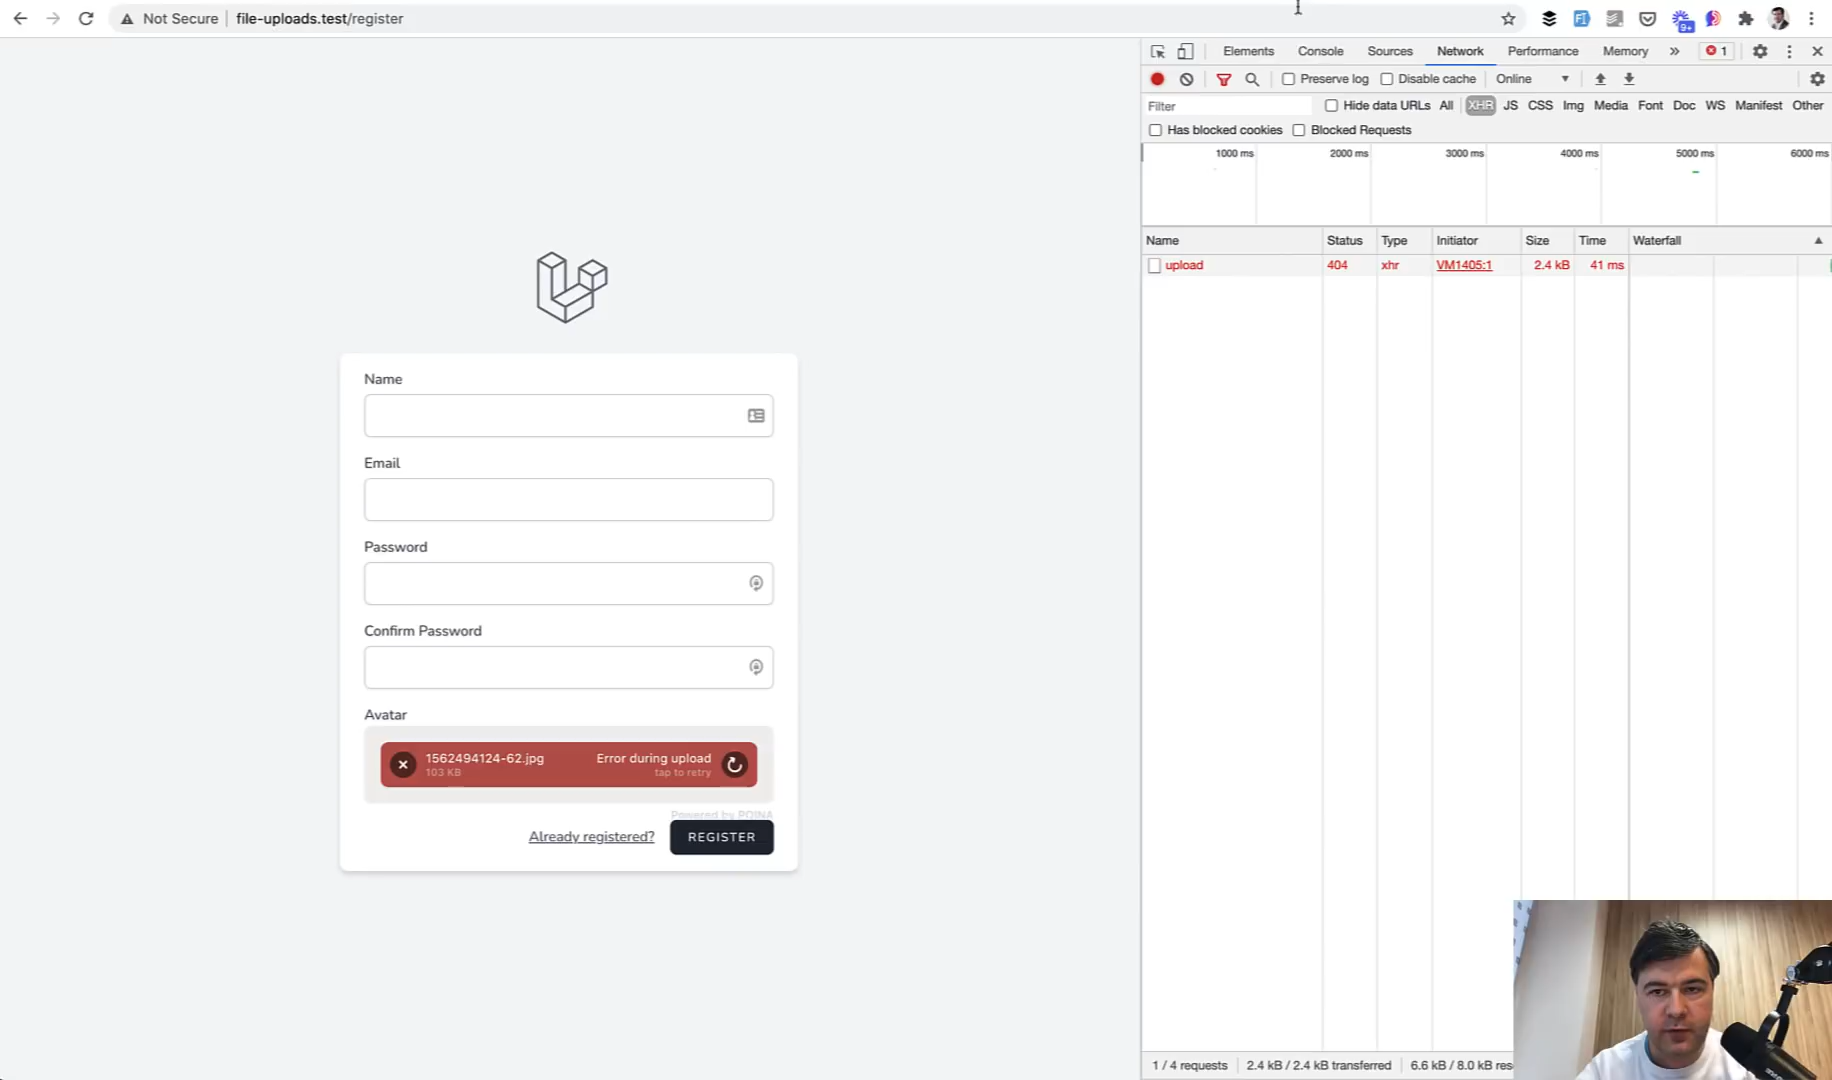 Not Secure | file-uploads.test/register
Elements Console Sources Network Performance Memory » 1
Preserve log Disable cache Online
Filter Hide data URLs All XHR JS CSS Img Media Font Doc WS Manifest Other
Has blocked cookies Blocked Requests
1000 ms 2000 ms 3000 ms 4000 ms 5000 ms 6000 ms
Name Status Type Initiator Size Time Waterfall
upload 404 xhr VM1405:1 2.4 kB 41 ms
Name
Email
Password
Confirm Password
Avatar
1562494124-62.jpg Error during upload
103 KB tap to retry
Powered by PQINA
Already registered? REGISTER
1 / 4 requests 2.4 kB / 2.4 kB transferred 6.6 kB / 8.0 kB res
9+